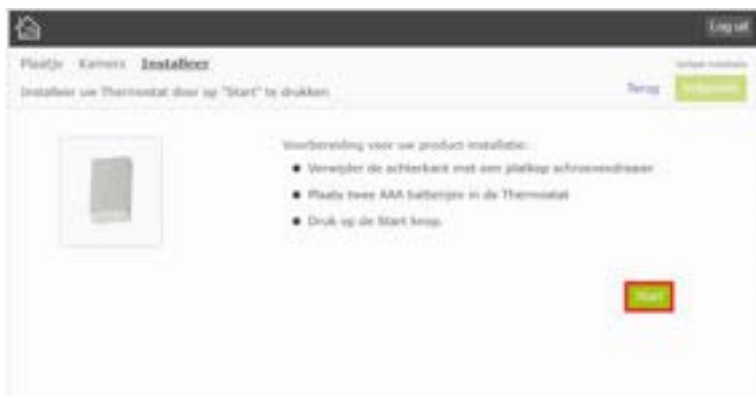 Log uit
Plaatje Kamers Installeer
Installeer uw Thermostat door op "Start" te drukken
Terug Volgende
Voorbereiding voor uw product installatie:
Verwijder de achterkant met een platkop schroevendraaier
Plaats twee AAA batterijen in de Thermostat
Druk op de Start knop.
Start